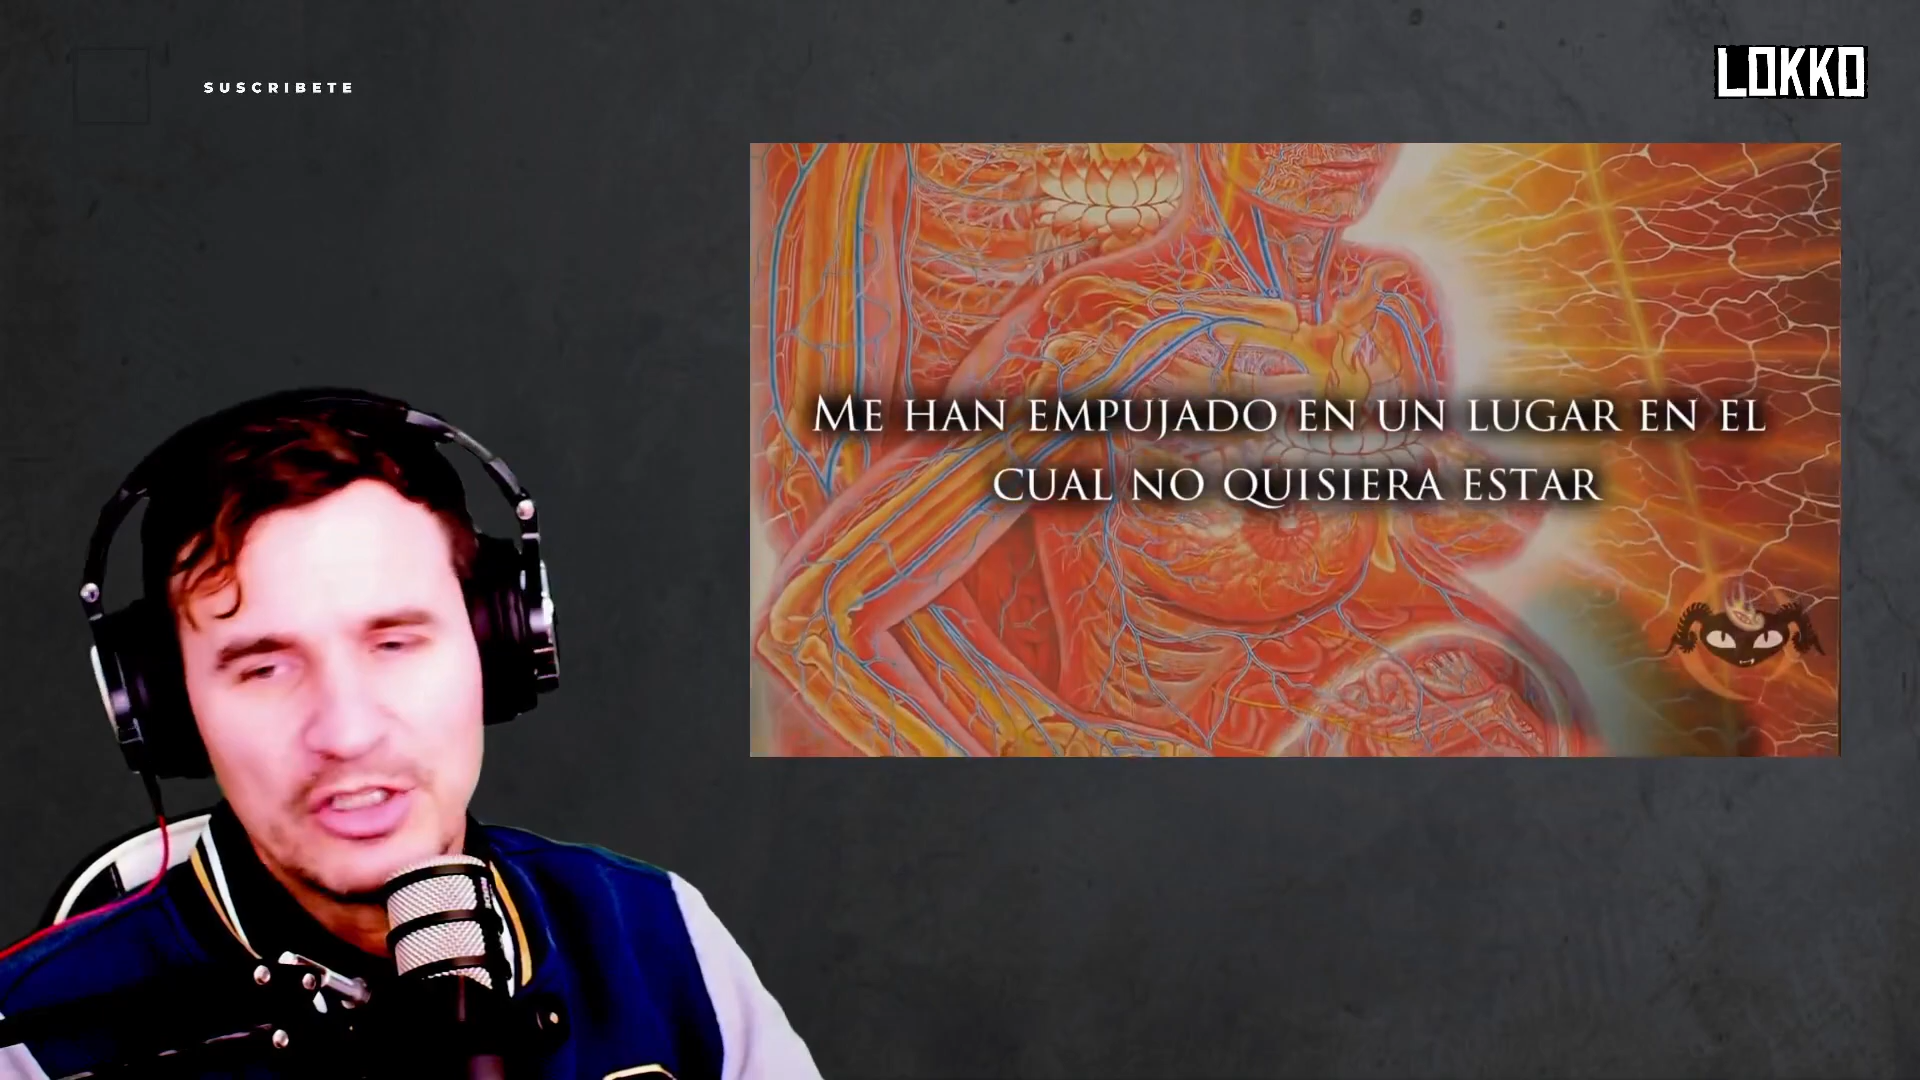 SUSCRIBETE
LOKKO
ME HAN EMPUJADO EN UN LUGAR EN EL
CUAL NO QUISIERA ESTAR